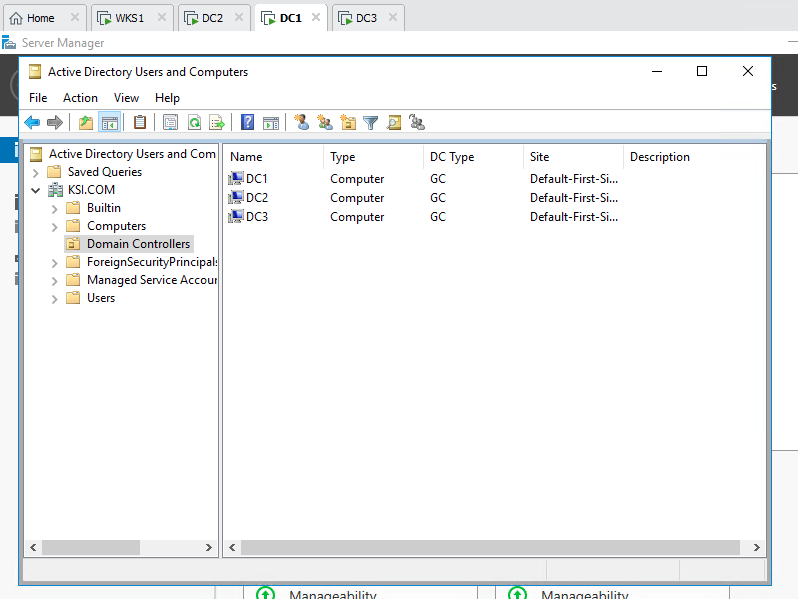 Home WKS1 DC2 DC1 DC3
Server Manager
Active Directory Users and Computers
File Action View Help
Active Directory Users and Com
Saved Queries
KSI.COM
Builtin
Computers
Domain Controllers
ForeignSecurityPrincipals
Managed Service Accour
Users
Name Type DC Type Site Description
DC1 Computer GC Default-First-Si...
DC2 Computer GC Default-First-Si...
DC3 Computer GC Default-First-Si...
Manageability Manageability